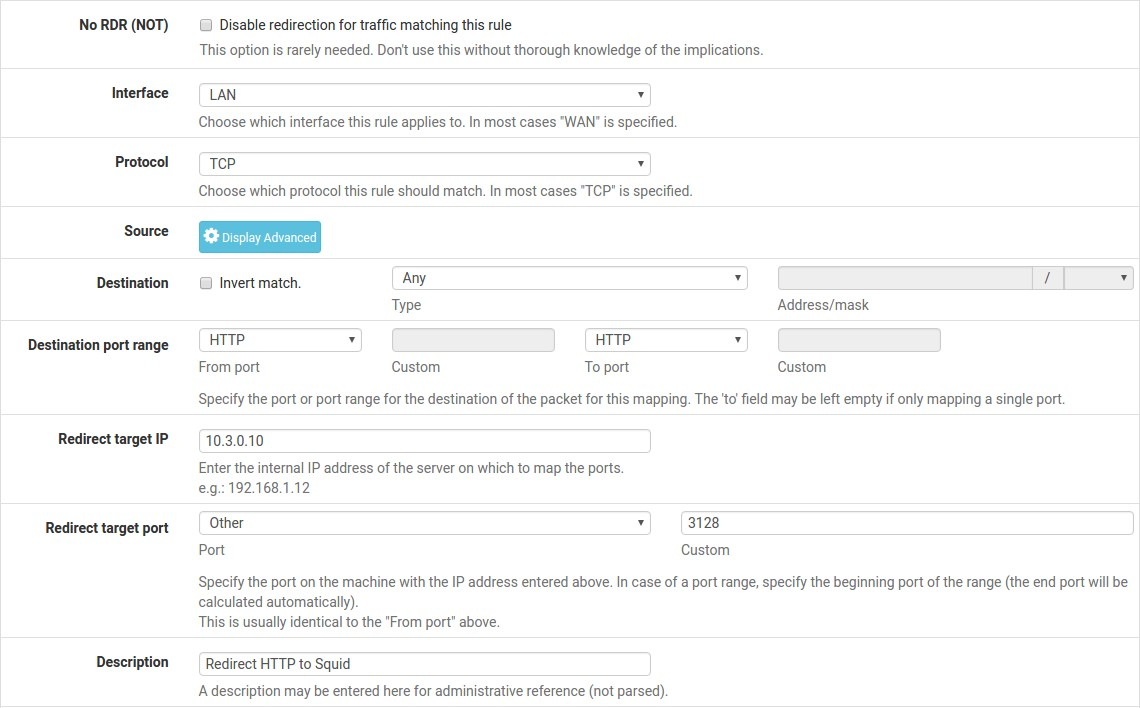 No RDR (NOT)
Disable redirection for traffic matching this rule
This option is rarely needed. Don't use this without thorough knowledge of the implications.
Interface
LAN
Choose which interface this rule applies to. In most cases "WAN" is specified.
Protocol
TCP
Choose which protocol this rule should match. In most cases "TCP" is specified.
Source
Display Advanced
Destination
Invert match.
Any
/
Type
Address/mask
Destination port range
HTTP
HTTP
From port
Custom
To port
Custom
Specify the port or port range for the destination of the packet for this mapping. The 'to' field may be left empty if only mapping a single port.
Redirect target IP
10.3.0.10
Enter the internal IP address of the server on which to map the ports.
e.g.: 192.168.1.12
Redirect target port
Other
3128
Port
Custom
Specify the port on the machine with the IP address entered above. In case of a port range, specify the beginning port of the range (the end port will be
calculated automatically).
This is usually identical to the "From port" above.
Description
Redirect HTTP to Squid
A description may be entered here for administrative reference (not parsed).